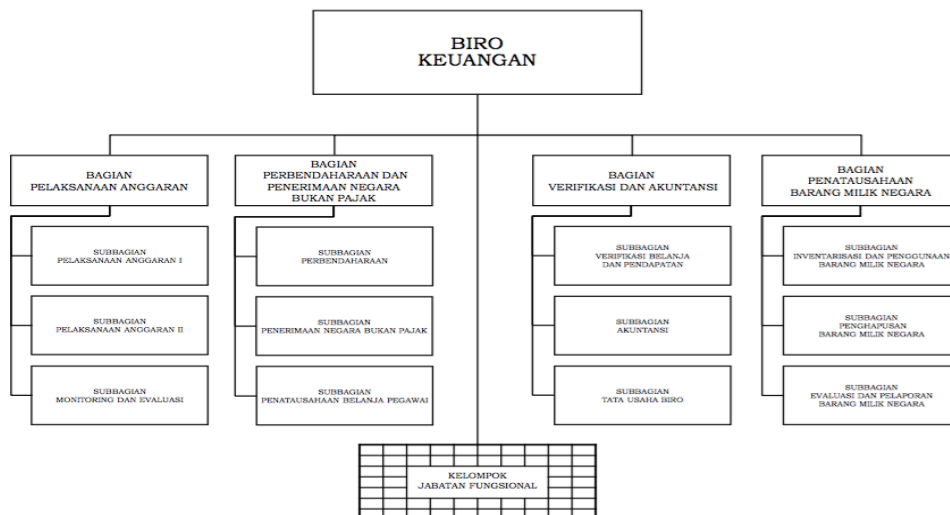 BIRO
KEUANGAN
BAGIAN
PELAKSANAAN ANGGARAN
BAGIAN
PERBENDAHARAAN DAN
PENERIMAAN NEGARA
BUKAN PAJAK
BAGIAN
VERIFIKASI DAN AKUNTANSI
BAGIAN
PENATAUSAHAAN
BARANG MILIK NEGARA
SUBBAGIAN
PELAKSANAAN ANGGARAN I
SUBBAGIAN
PERBENDAHARAAN
SUBBAGIAN
VERIFIKASI BELANJA
DAN PENDAPATAN
SUBBAGIAN
INVENTARISASI DAN PENGGUNAAN
BARANG MILIK NEGARA
SUBBAGIAN
PELAKSANAAN ANGGARAN II
SUBBAGIAN
PENERIMAAN NEGARA BUKAN PAJAK
SUBBAGIAN
AKUNTANSI
SUBBAGIAN
PENGHAPUSAN
BARANG MILIK NEGARA
SUBBAGIAN
MONITORING DAN EVALUASI
SUBBAGIAN
PENATAUSAHAAN BELANJA PEGAWAI
SUBBAGIAN
TATA USAHA BIRO
SUBBAGIAN
EVALUASI DAN PELAPORAN
BARANG MILIK NEGARA
KELOMPOK
JABATAN FUNGSIONAL